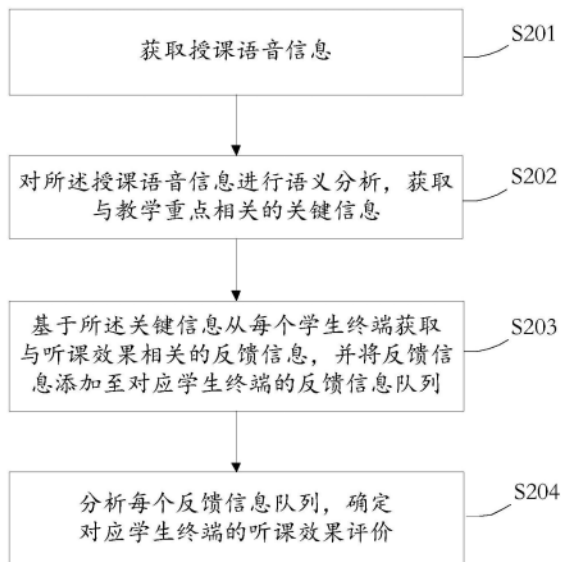 获取授课语音信息
S201
对所述授课语音信息进行语义分析，获取
与教学重点相关的关键信息
S202
基于所述关键信息从每个学生终端获取
与听课效果相关的反馈信息，并将反馈信
息添加至对应学生终端的反馈信息队列
S203
分析每个反馈信息队列，确定
对应学生终端的听课效果评价
S204